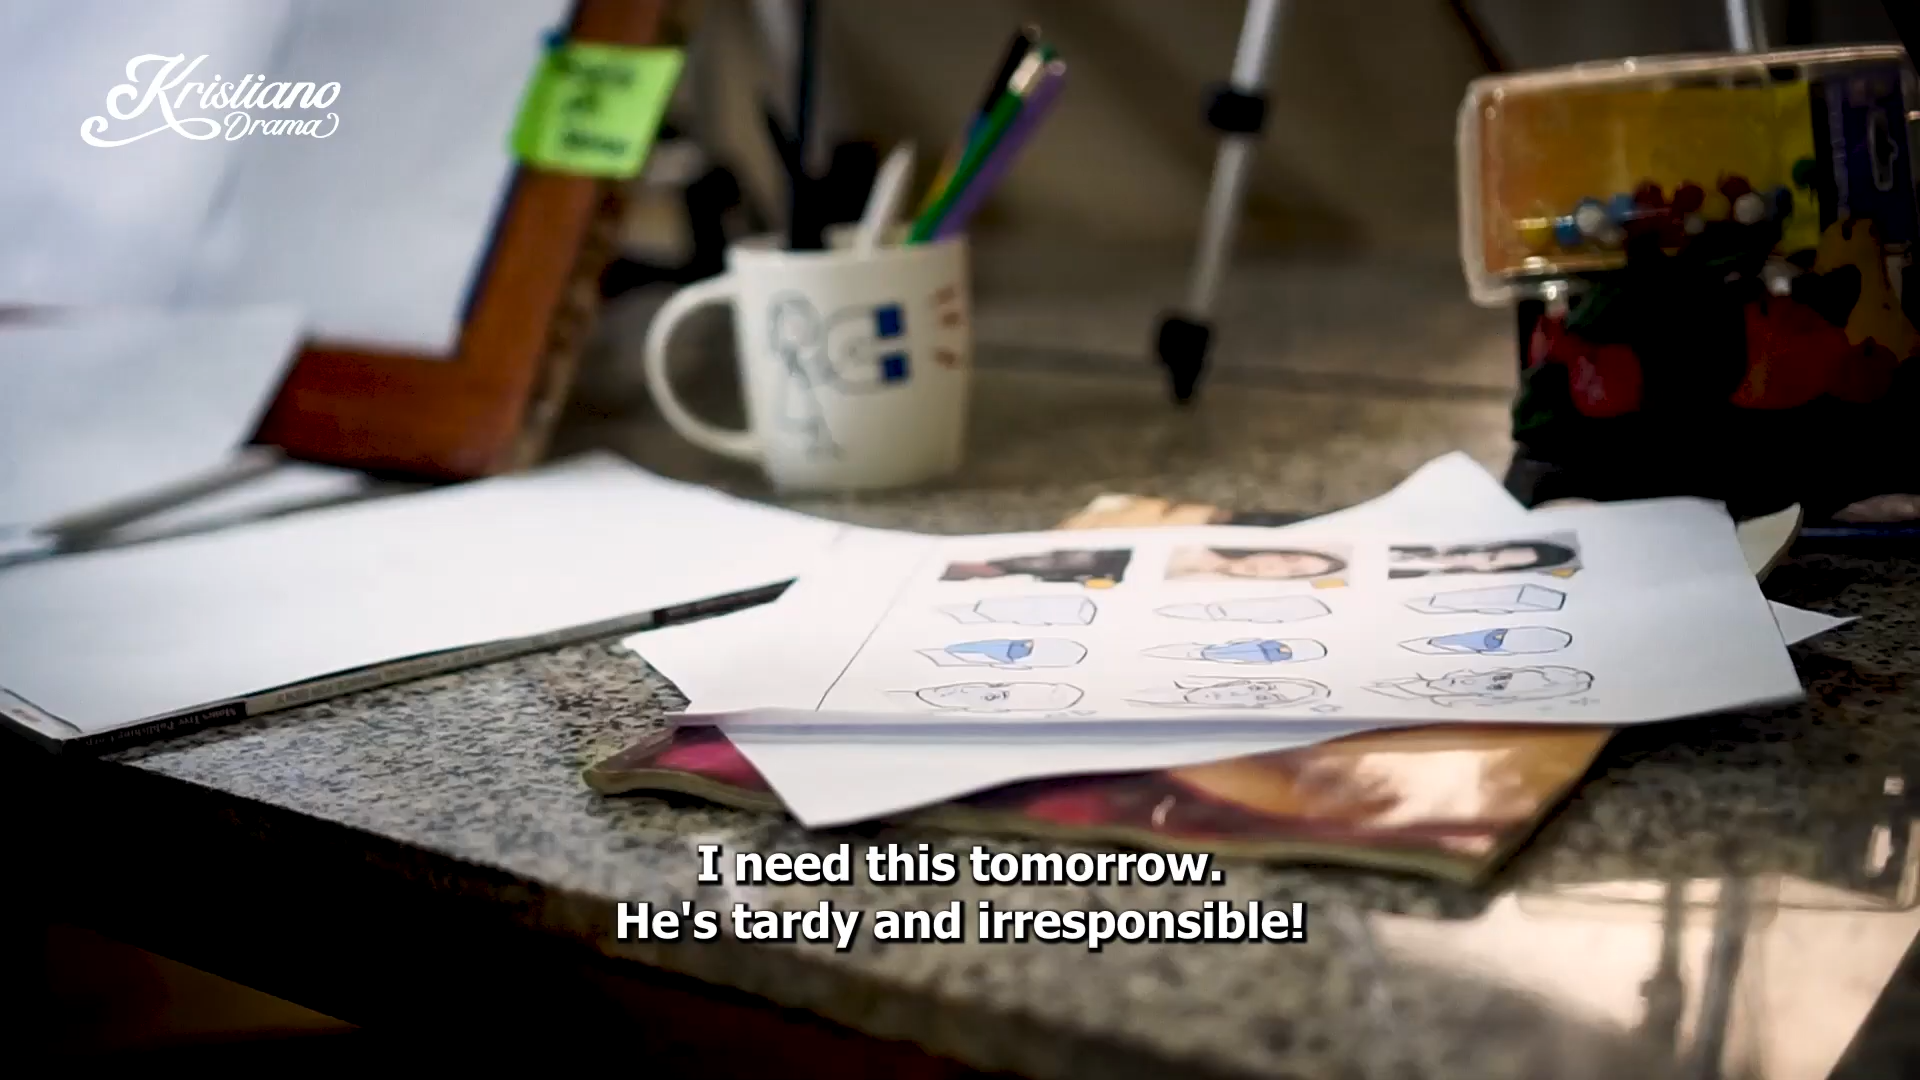 Kristiano
Drama
I need this tomorrow.
He's tardy and irresponsible!